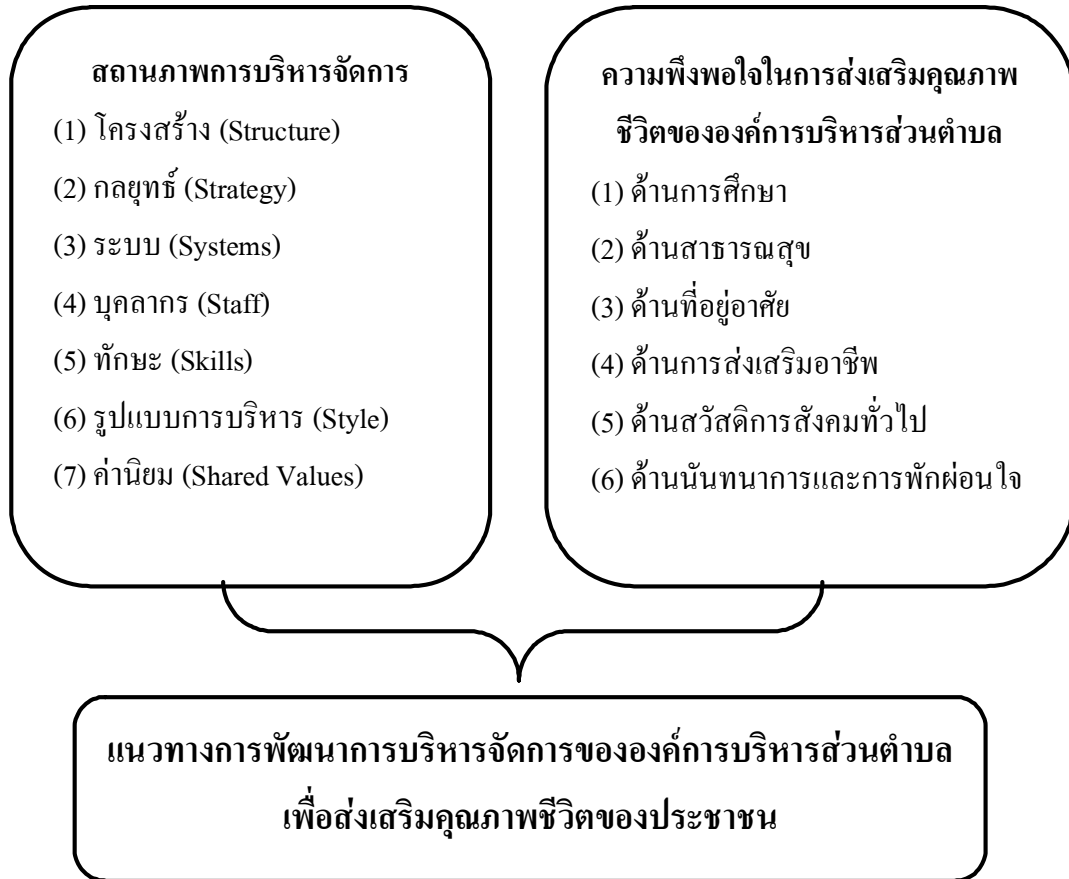 สถานภาพการบริหารจัดการ
(1) โครงสร้าง (Structure)
(2) กลยุทธ์ (Strategy)
(3) ระบบ (Systems)
(4) บุคลากร (Staff)
(5) ทักษะ (Skills)
(6) รูปแบบการบริหาร (Style)
(7) ค่านิยม (Shared Values)
ความพึงพอใจในการส่งเสริมคุณภาพ
ชีวิตขององค์การบริหารส่วนตำบล
(1) ด้านการศึกษา
(2) ด้านสาธารณสุข
(3) ด้านที่อยู่อาศัย
(4) ด้านการส่งเสริมอาชีพ
(5) ด้านสวัสดิการสังคมทั่วไป
(6) ด้านนันทนาการและการพักผ่อนใจ
แนวทางการพัฒนาการบริหารจัดการขององค์การบริหารส่วนตำบล
เพื่อส่งเสริมคุณภาพชีวิตของประชาชน